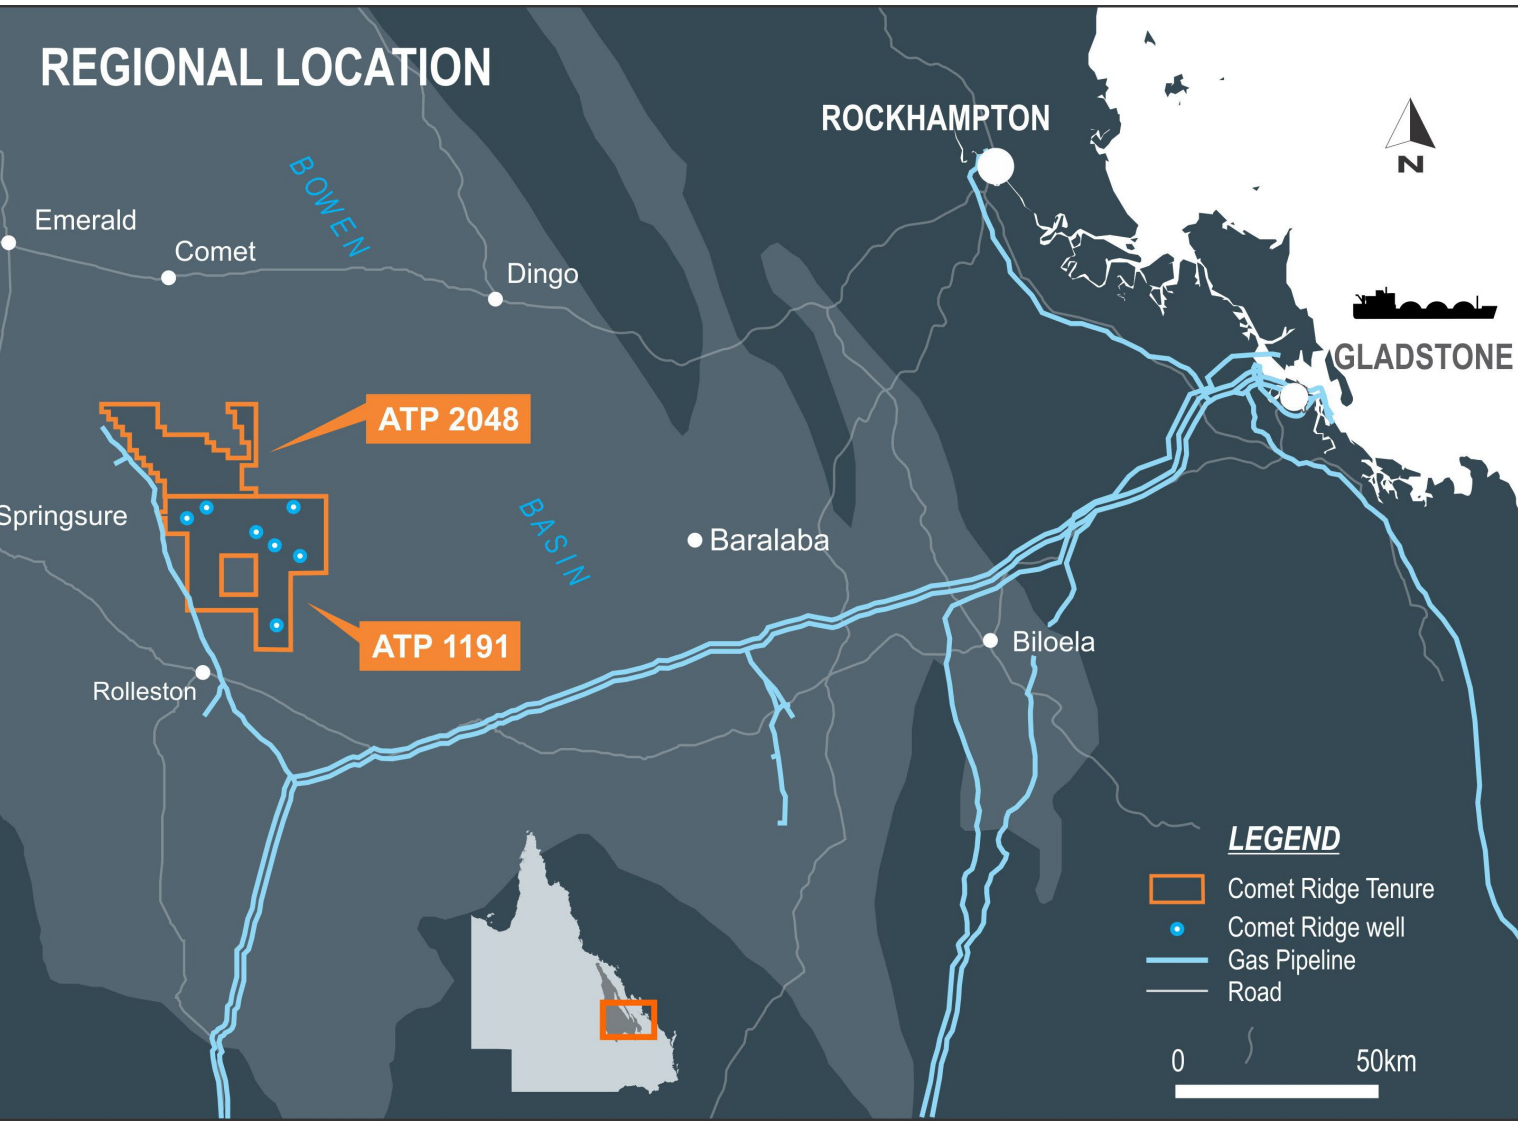 REGIONAL LOCATION
ROCKHAMPTON
N
BOWEN
Emerald
Comet
Dingo
GLADSTONE
ATP 2048
BASIN
Springsure
Baralaba
ATP 1191
Biloela
Rolleston
LEGEND
Comet Ridge Tenure
Comet Ridge well
Gas Pipeline
Road
0 50km